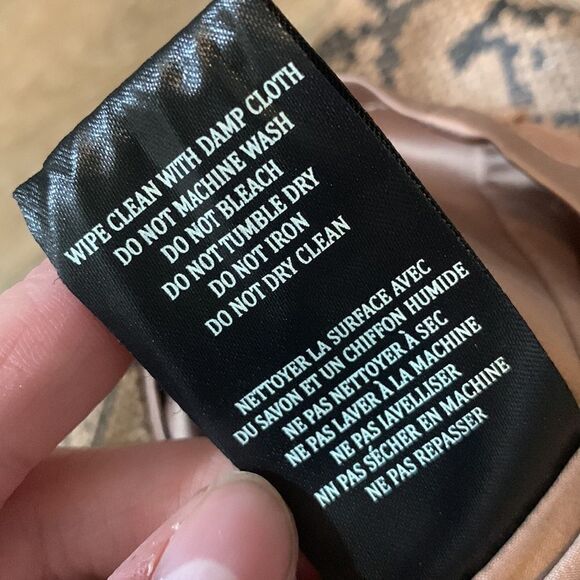 WIPE CLEAN WITH DAMP CLOTH
DO NOT MACHINE WASH
DO NOT BLEACH
DO NOT TUMBLE DRY
DO NOT IRON
DO NOT DRY CLEAN
NETTOYER LA SURFACE AVEC
DU SAVON ET UN CHIFFON HUMIDE
NE PAS NETTOYER À SEC
NE PAS LAVER À LA MACHINE
NE PAS IAVELLISER
NN PAS SÉCHER EN MACHINE
NE PAS REPASSER